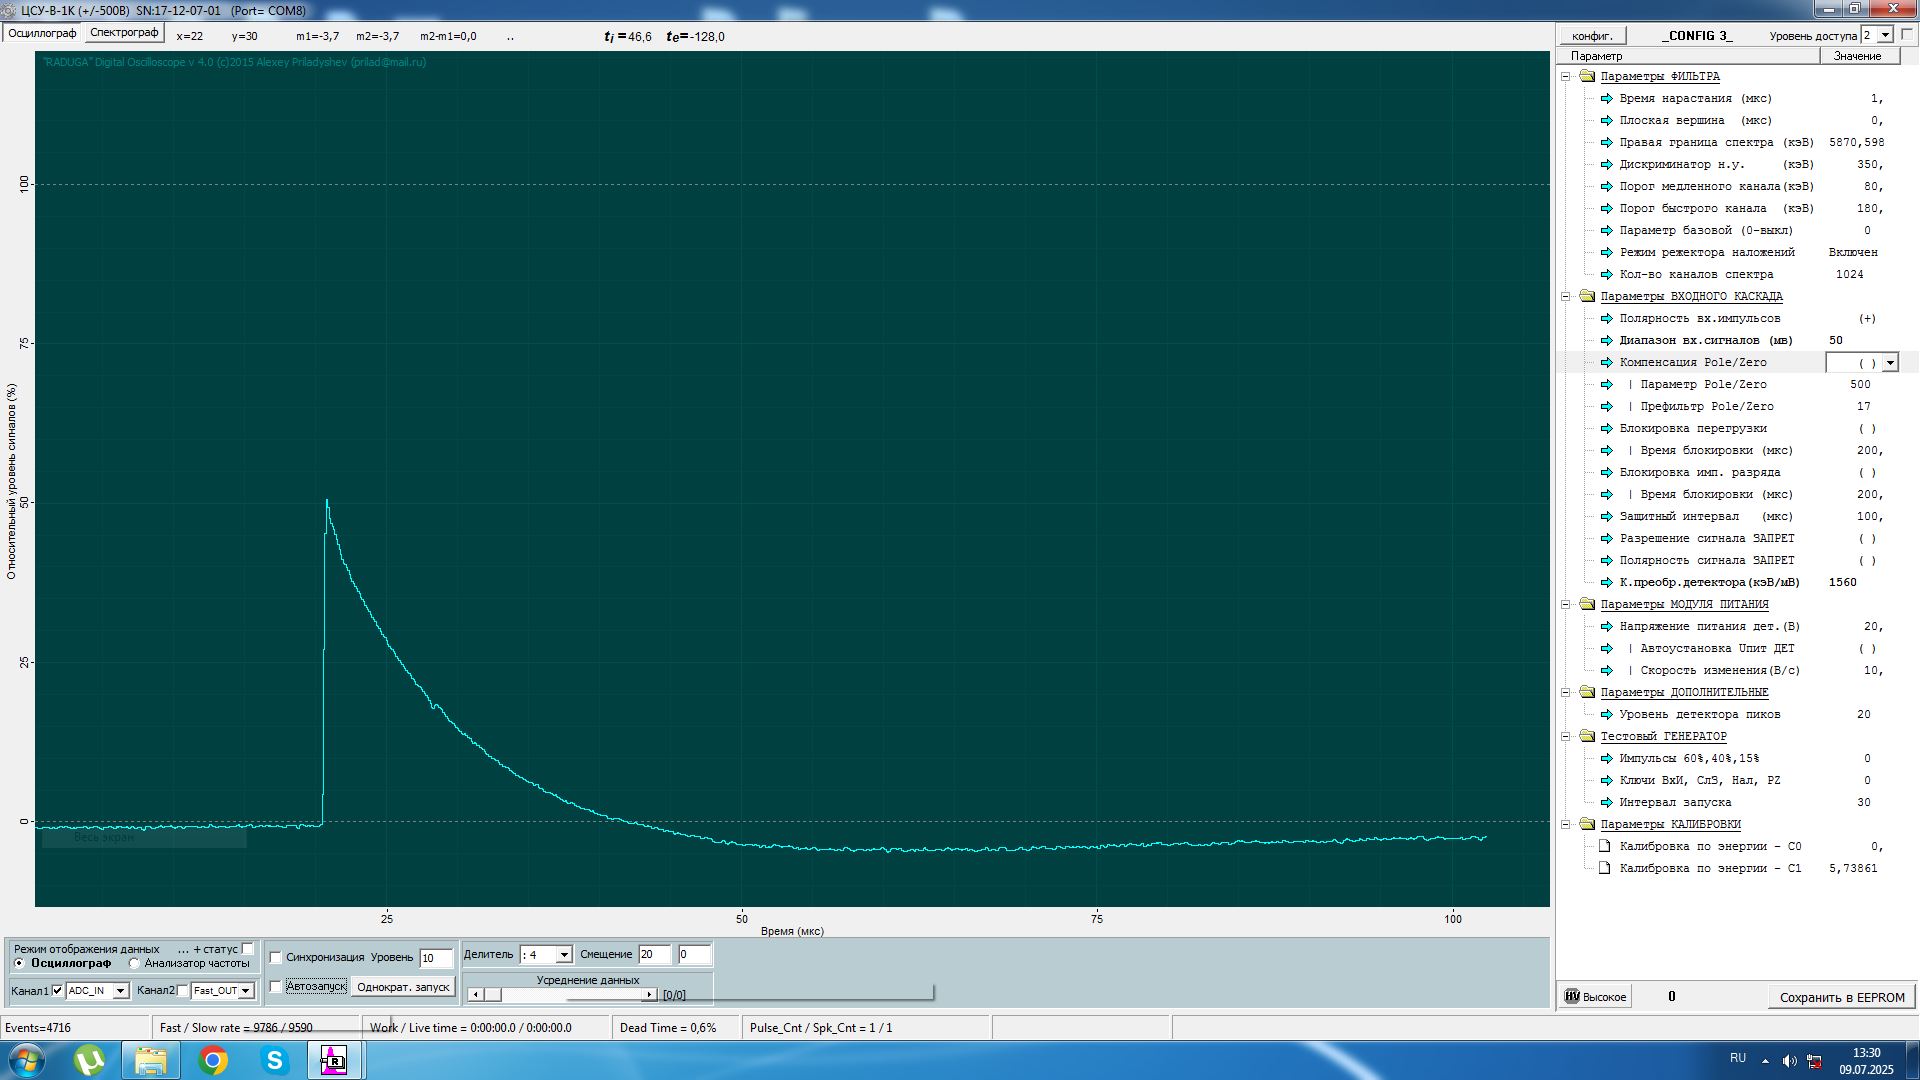 ЦСУ-В-1К (+/-500В) SN:17-12-07-01 (Port= COM8)
Осциллограф Спектрограф x=22 y=30 m1=-3,7 m2=-3,7 m2-m1=0,0 .. ti =46,6 te=-128,0
"RADUGA" Digital Oscilloscope v 4.0 (c)2015 Alexey Priladyshev (prilad@mail.ru)
Относительный уровень сигналов (%)
100
75
50
25
0
Весь экран
25 50 75 100
Время (мкс)
конфиг. _CONFIG 3_ Уровень доступа 2
Параметр Значение
Параметры ФИЛЬТРА
Время нарастания (мкс) 1,
Плоская вершина (мкс) 0,
Правая граница спектра (кэВ) 5870,598
Дискриминатор н.у. (кэВ) 350,
Порог медленного канала(кэВ) 80,
Порог быстрого канала (кэВ) 180,
Параметр базовой (0-выкл) 0
Режим режектора наложений Включен
Кол-во каналов спектра 1024
Параметры ВХОДНОГО КАСКАДА
Полярность вх.импульсов (+)
Диапазон вх.сигналов (мв) 50
Компенсация Pole/Zero ( )
| Параметр Pole/Zero 500
| Префильтр Pole/Zero 17
Блокировка перегрузки ( )
| Время блокировки (мкс) 200,
Блокировка имп. разряда ( )
| Время блокировки (мкс) 200,
Защитный интервал (мкс) 100,
Разрешение сигнала ЗАПРЕТ ( )
Полярность сигнала ЗАПРЕТ ( )
К.преобр.детектора(кэВ/мВ) 1560
Параметры МОДУЛЯ ПИТАНИЯ
Напряжение питания дет.(В) 20,
| Автоустановка Uпит ДЕТ ( )
| Скорость изменения(В/с) 10,
Параметры ДОПОЛНИТЕЛЬНЫЕ
Уровень детектора пиков 20
Тестовый ГЕНЕРАТОР
Импульсы 60%,40%,15% 0
Ключи ВхИ, СлЗ, Нал, PZ 0
Интервал запуска 30
Параметры КАЛИБРОВКИ
Калибровка по энергии - C0 0,
Калибровка по энергии - C1 5,73861
HV Высокое 0 Сохранить в EEPROM
Режим отображения данных ... + статус
Осциллограф Анализатор частоты
Канал1 ADC_IN Канал2 Fast_OUT
Синхронизация Уровень 10
Автозапуск Однократ. запуск
Делитель : 4 Смещение 20 0
Усреднение данных
[0/0]
Events=4716 Fast / Slow rate = 9786 / 9590 Work / Live time = 0:00:00.0 / 0:00:00.0 Dead Time = 0,6% Pulse_Cnt / Spk_Cnt = 1 / 1
RU 13:30
09.07.2025